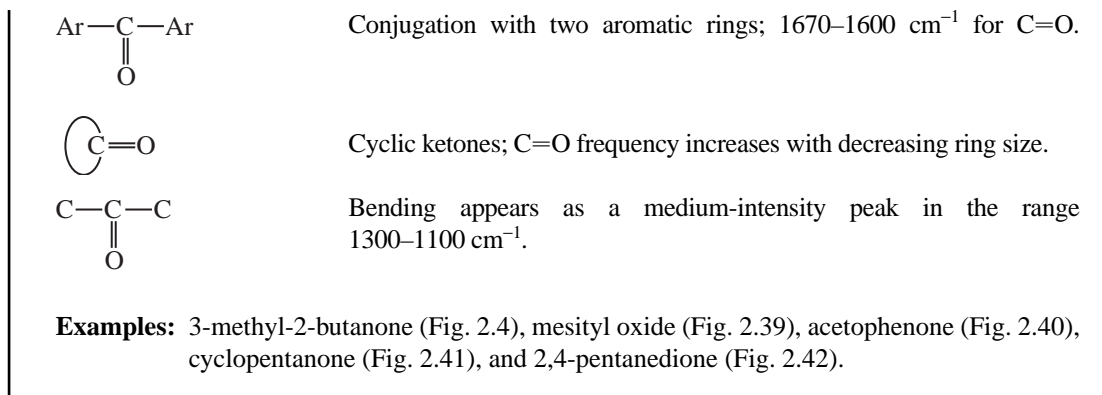 Ar—C—Ar Conjugation with two aromatic rings; 1670–1600 cm⁻¹ for C=O.
O
C=O Cyclic ketones; C=O frequency increases with decreasing ring size.
C—C—C Bending appears as a medium-intensity peak in the range
1300–1100 cm⁻¹.
O
Examples: 3-methyl-2-butanone (Fig. 2.4), mesityl oxide (Fig. 2.39), acetophenone (Fig. 2.40),
cyclopentanone (Fig. 2.41), and 2,4-pentanedione (Fig. 2.42).